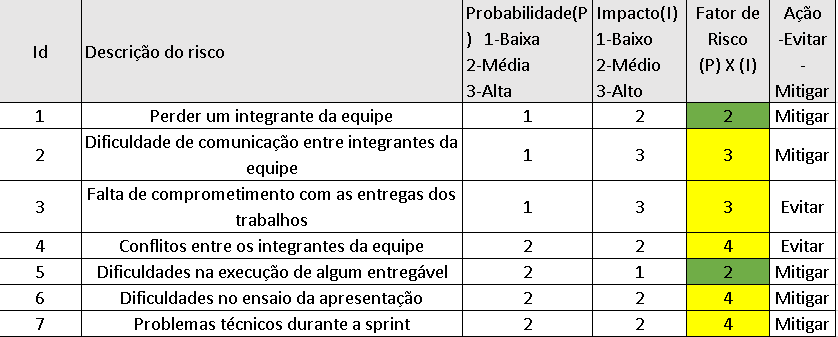 Id Descrição do risco Probabilidade(P) 1-Baixa 2-Média 3-Alta Impacto(I) 1-Baixo 2-Médio 3-Alto Fator de Risco (P) X (I) Ação -Evitar - Mitigar
1 Perder um integrante da equipe 1 2 2 Mitigar
2 Dificuldade de comunicação entre integrantes da equipe 1 3 3 Mitigar
3 Falta de comprometimento com as entregas dos trabalhos 1 3 3 Evitar
4 Conflitos entre os integrantes da equipe 2 2 4 Evitar
5 Dificuldades na execução de algum entregável 2 1 2 Mitigar
6 Dificuldades no ensaio da apresentação 2 2 4 Mitigar
7 Problemas técnicos durante a sprint 2 2 4 Mitigar